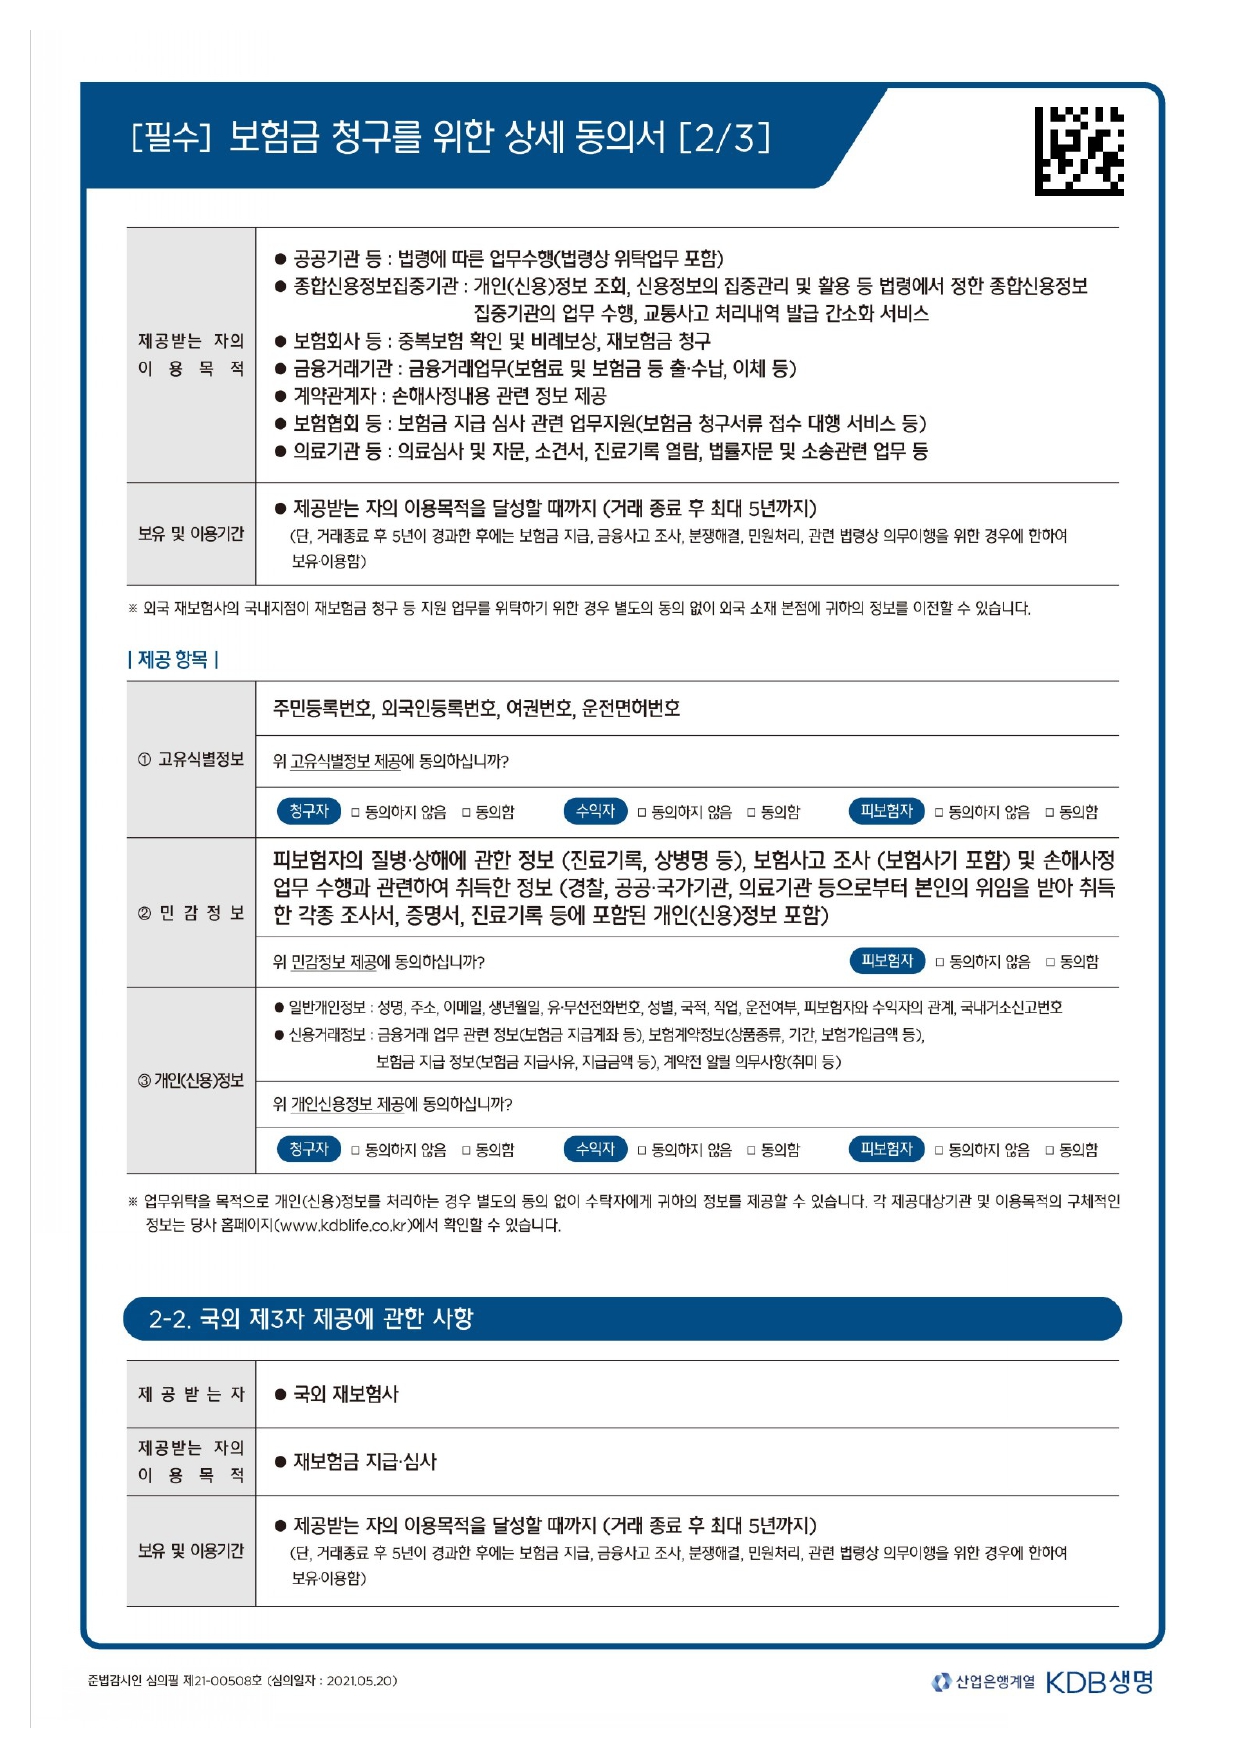 [필수] 보험금 청구를 위한 상세 동의서 [2/3]
제공받는 자의
이 용 목 적
● 공공기관 등 : 법령에 따른 업무수행(법령상 위탁업무 포함)
● 종합신용정보집중기관 : 개인(신용)정보 조회, 신용정보의 집중관리 및 활용 등 법령에서 정한 종합신용정보
집중기관의 업무 수행, 교통사고 처리내역 발급 간소화 서비스
● 보험회사 등 : 중복보험 확인 및 비례보상, 재보험금 청구
● 금융거래기관 : 금융거래업무(보험료 및 보험금 등 출·수납, 이체 등)
● 계약관계자 : 손해사정내용 관련 정보 제공
● 보험협회 등 : 보험금 지급 심사 관련 업무지원(보험금 청구서류 접수 대행 서비스 등)
● 의료기관 등 : 의료심사 및 자문, 소견서, 진료기록 열람, 법률자문 및 소송관련 업무 등
보유 및 이용기간
● 제공받는 자의 이용목적을 달성할 때까지 (거래 종료 후 최대 5년까지)
(단, 거래종료 후 5년이 경과한 후에는 보험금 지급, 금융사고 조사, 분쟁해결, 민원처리, 관련 법령상 의무이행을 위한 경우에 한하여
보유·이용함)
※ 외국 재보험사의 국내지점이 재보험금 청구 등 지원 업무를 위탁하기 위한 경우 별도의 동의 없이 외국 소재 본점에 귀하의 정보를 이전할 수 있습니다.
| 제공 항목 |
① 고유식별정보
주민등록번호, 외국인등록번호, 여권번호, 운전면허번호
위 고유식별정보 제공에 동의하십니까?
청구자 □ 동의하지 않음 □ 동의함 수익자 □ 동의하지 않음 □ 동의함 피보험자 □ 동의하지 않음 □ 동의함
② 민 감 정 보
피보험자의 질병·상해에 관한 정보 (진료기록, 상병명 등), 보험사고 조사 (보험사기 포함) 및 손해사정
업무 수행과 관련하여 취득한 정보 (경찰, 공공·국가기관, 의료기관 등으로부터 본인의 위임을 받아 취득
한 각종 조사서, 증명서, 진료기록 등에 포함된 개인(신용)정보 포함)
위 민감정보 제공에 동의하십니까? 피보험자 □ 동의하지 않음 □ 동의함
③ 개인(신용)정보
● 일반개인정보 : 성명, 주소, 이메일, 생년월일, 유·무선전화번호, 성별, 국적, 직업, 운전여부, 피보험자와 수익자의 관계, 국내거소신고번호
● 신용거래정보 : 금융거래 업무 관련 정보(보험금 지급계좌 등), 보험계약정보(상품종류, 기간, 보험가입금액 등),
보험금 지급 정보(보험금 지급사유, 지급금액 등), 계약전 알릴 의무사항(취미 등)
위 개인신용정보 제공에 동의하십니까?
청구자 □ 동의하지 않음 □ 동의함 수익자 □ 동의하지 않음 □ 동의함 피보험자 □ 동의하지 않음 □ 동의함
※ 업무위탁을 목적으로 개인(신용)정보를 처리하는 경우 별도의 동의 없이 수탁자에게 귀하의 정보를 제공할 수 있습니다. 각 제공대상기관 및 이용목적의 구체적인
정보는 당사 홈페이지(www.kdblife.co.kr)에서 확인할 수 있습니다.
2-2. 국외 제3자 제공에 관한 사항
제 공 받 는 자
● 국외 재보험사
제공받는 자의
이 용 목 적
● 재보험금 지급·심사
보유 및 이용기간
● 제공받는 자의 이용목적을 달성할 때까지 (거래 종료 후 최대 5년까지)
(단, 거래종료 후 5년이 경과한 후에는 보험금 지급, 금융사고 조사, 분쟁해결, 민원처리, 관련 법령상 의무이행을 위한 경우에 한하여
보유·이용함)
준법감시인 심의필 제21-00508호 (심의일자 : 2021.05.20)
산업은행계열 KDB생명